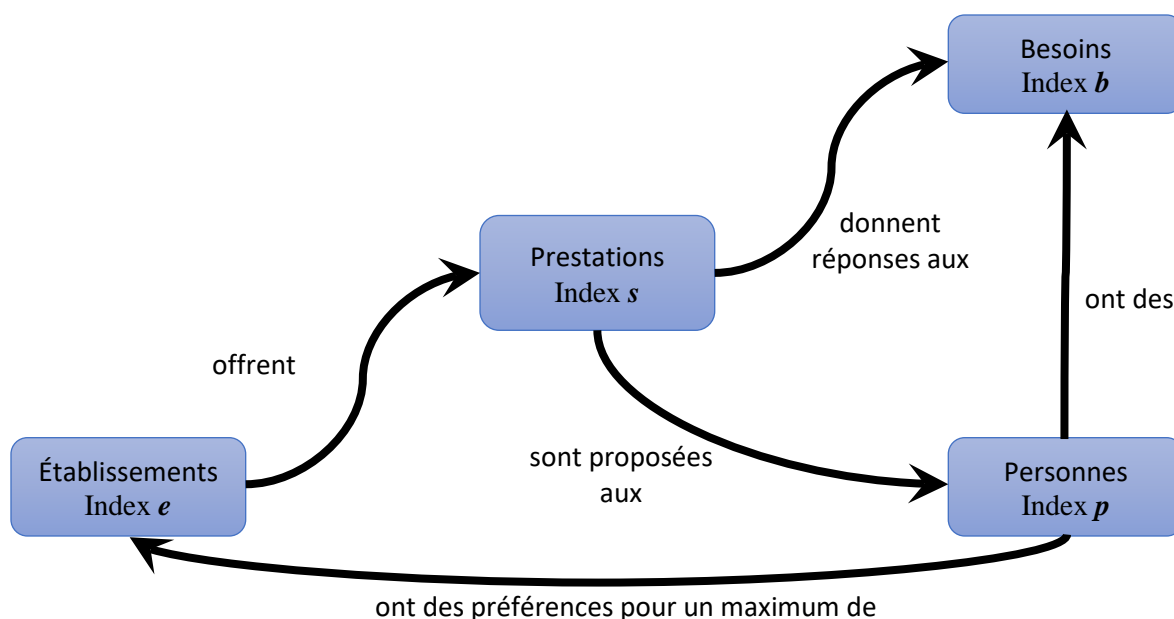 Besoins
Index b
donnent
réponses aux
Prestations
Index s
ont des
offrent
sont proposées
aux
Établissements
Index e
Personnes
Index p
ont des préférences pour un maximum de